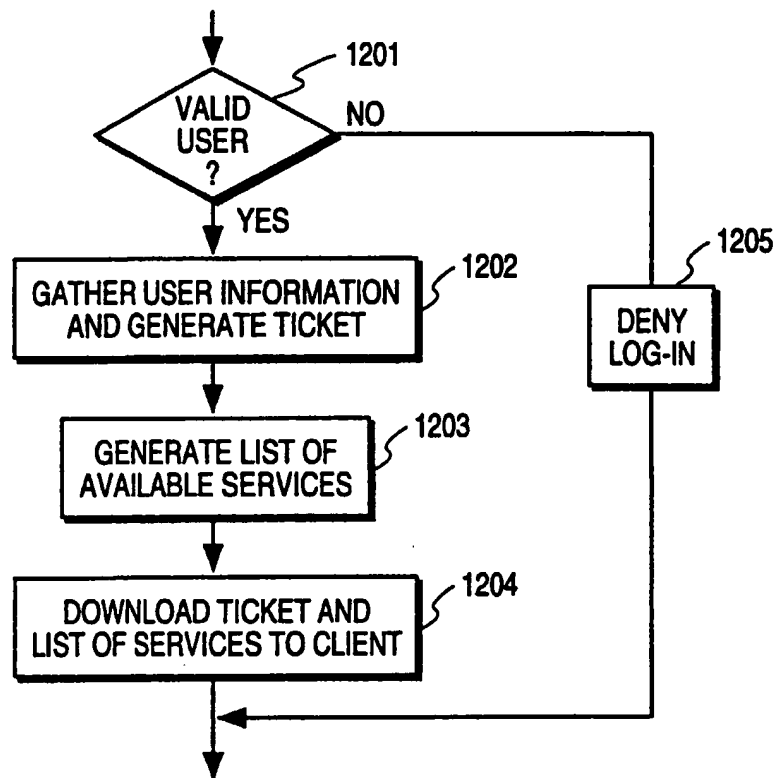 1201
VALID
USER
?
NO
YES
1202
GATHER USER INFORMATION
AND GENERATE TICKET
1205
DENY
LOG-IN
1203
GENERATE LIST OF
AVAILABLE SERVICES
1204
DOWNLOAD TICKET AND
LIST OF SERVICES TO CLIENT